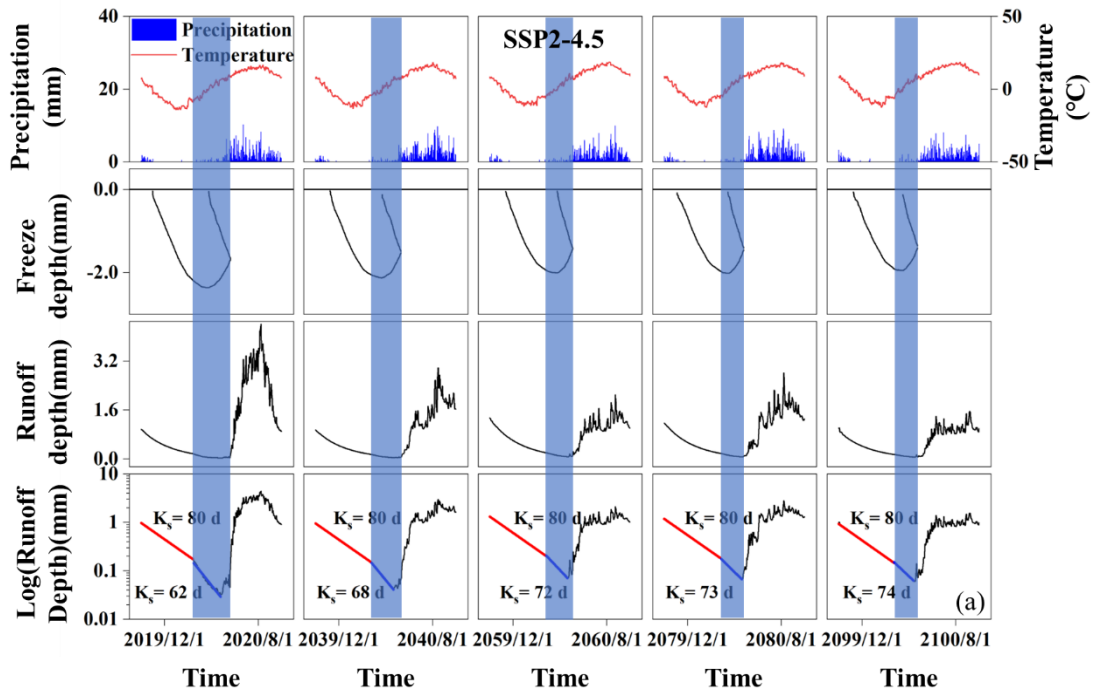 40
50
Precipitation
Temperature
SSP2-4.5
20
0
0
-50
Precipitation
(mm)
Temperature
(°C)
0.0
-2.0
Freeze
depth(mm)
3.2
1.6
0.0
Runoff
depth(mm)
10
1
0.1
0.01
Log(Runoff
Depth)(mm)
Ks= 80 d
Ks= 80 d
Ks= 80 d
Ks= 80 d
Ks= 80 d
Ks= 62 d
Ks= 68 d
Ks= 72 d
Ks= 73 d
Ks= 74 d
(a)
2019/12/1 2020/8/1 2039/12/1 2040/8/1 2059/12/1 2060/8/1 2079/12/1 2080/8/1 2099/12/1 2100/8/1
Time Time Time Time Time